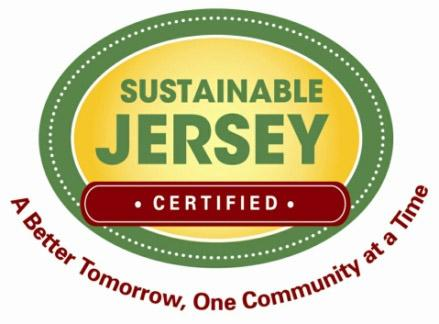 SUSTAINABLE
JERSEY
• CERTIFIED •
A Better Tomorrow, One Community at a Time